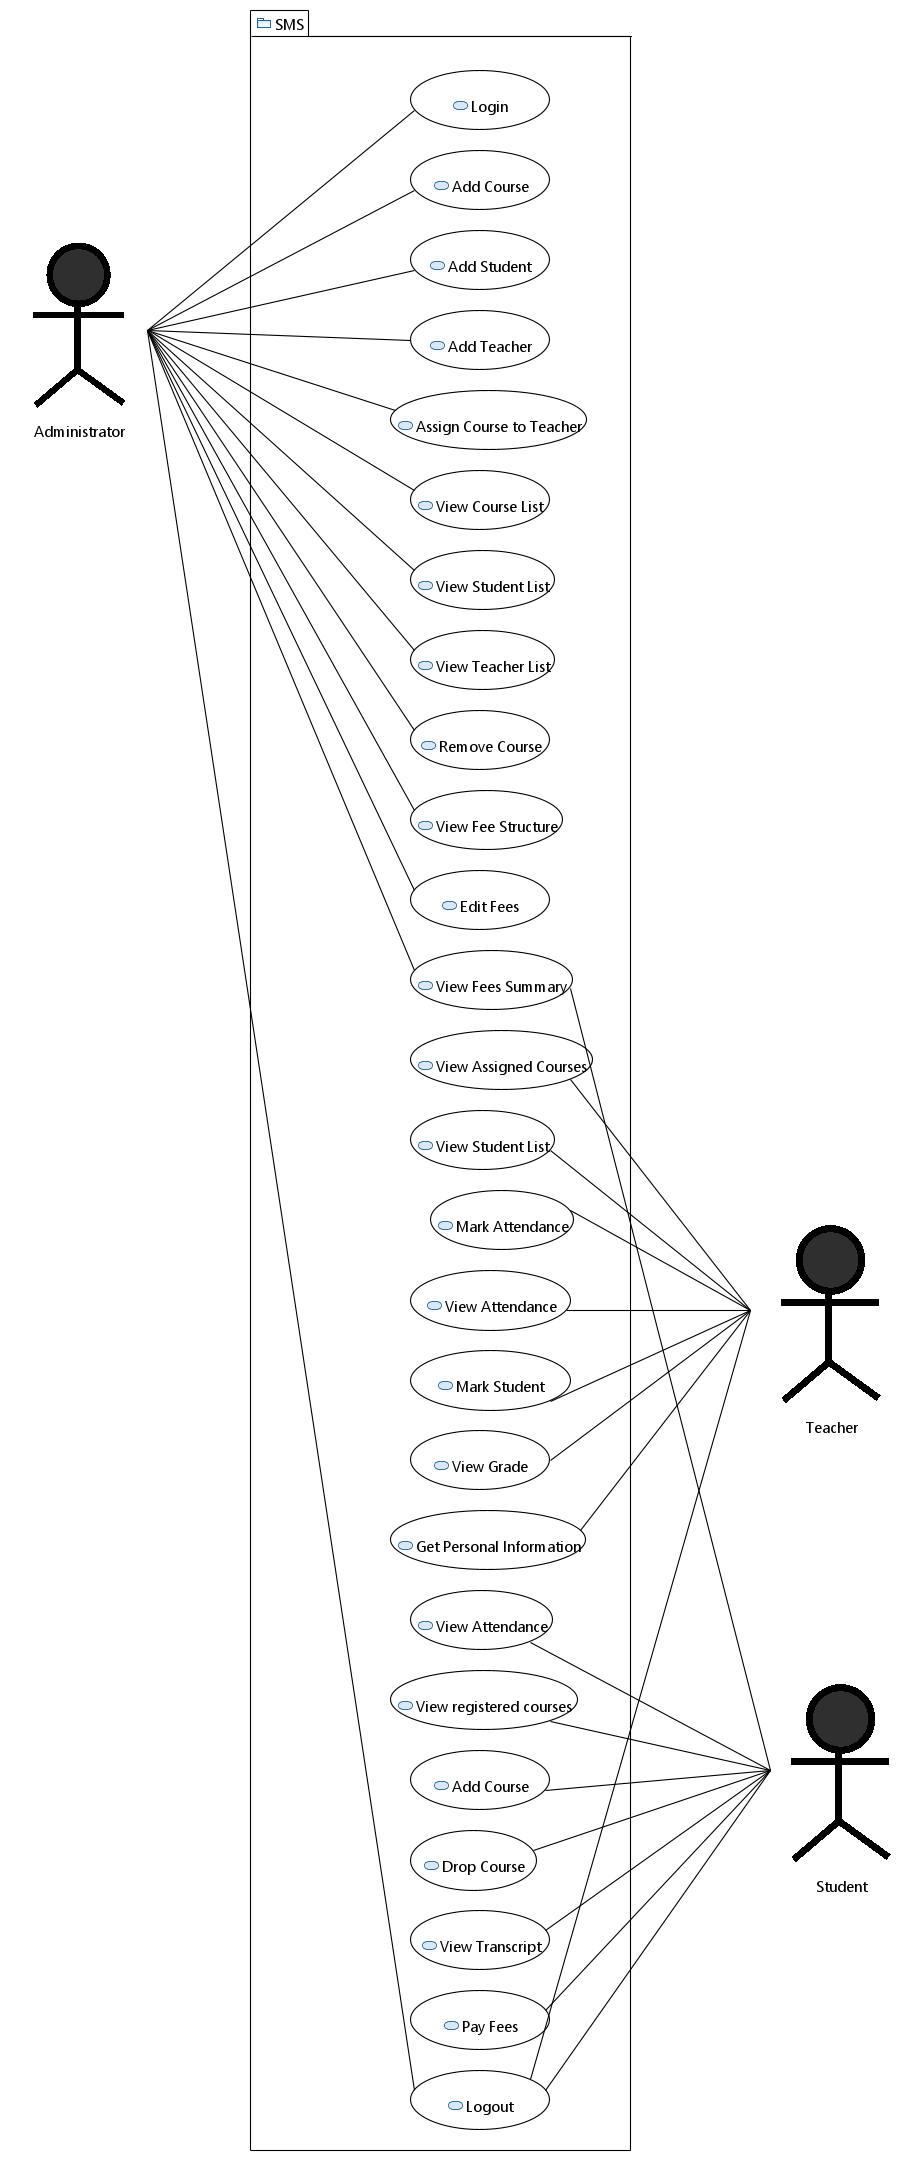 SMS
Login
Add Course
Add Student
Add Teacher
Administrator
Assign Course to Teacher
View Course List
View Student List
View Teacher List
Remove Course
View Fee Structure
Edit Fees
View Fees Summary
View Assigned Courses
View Student List
Mark Attendance
View Attendance
Mark Student
Teacher
View Grade
Get Personal Information
View Attendance
View registered courses
Add Course
Drop Course
Student
View Transcript
Pay Fees
Logout